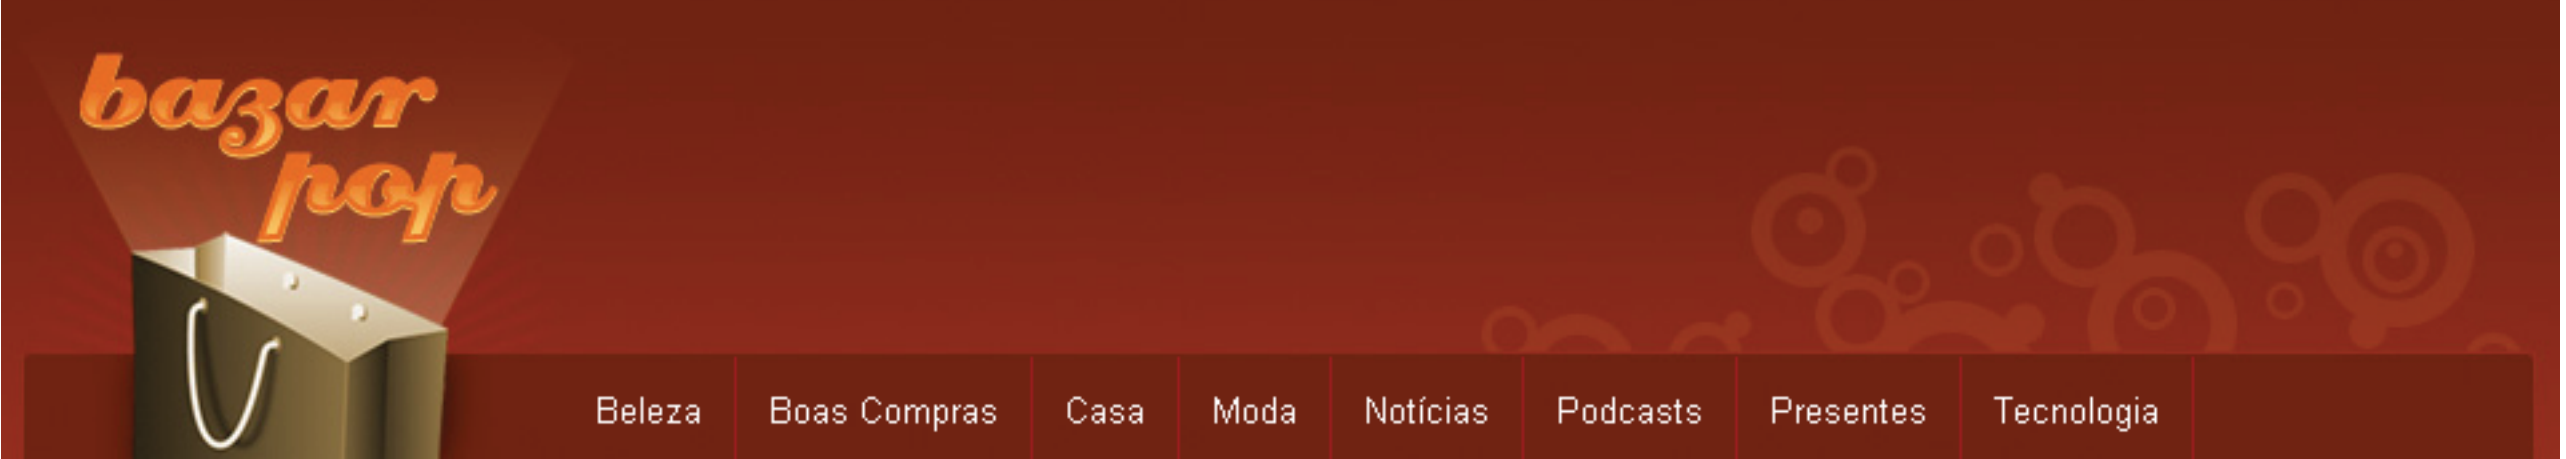 bazar
pop
Beleza Boas Compras Casa Moda Notícias Podcasts Presentes Tecnologia